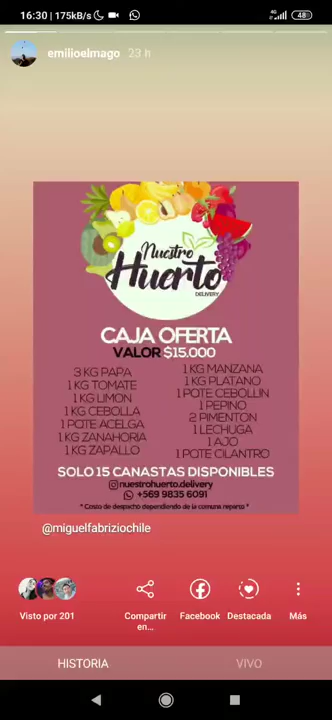 16:30 | 175kB/s
4G
48
emilioelmago 23 h
Nuestro
Huerto
DELIVERY
CAJA OFERTA
VALOR $15.000
3 KG PAPA
1 KG TOMATE
1 KG LIMON
1 KG CEBOLLA
1 POTE ACELGA
1 KG ZANAHORIA
1 KG ZAPALLO
1 KG MANZANA
1 KG PLATANO
1 POTE CEBOLLIN
1 PEPINO
2 PIMENTON
1 LECHUGA
1 AJO
1 POTE CILANTRO
SOLO 15 CANASTAS DISPONIBLES
nuestrohuerto.delivery
+569 9835 6091
* Costo de despacho dependiendo de la comuna reparto *
@miguelfabriziochile
Visto por 201
Compartir
en...
Facebook
Destacada
Más
HISTORIA
VIVO